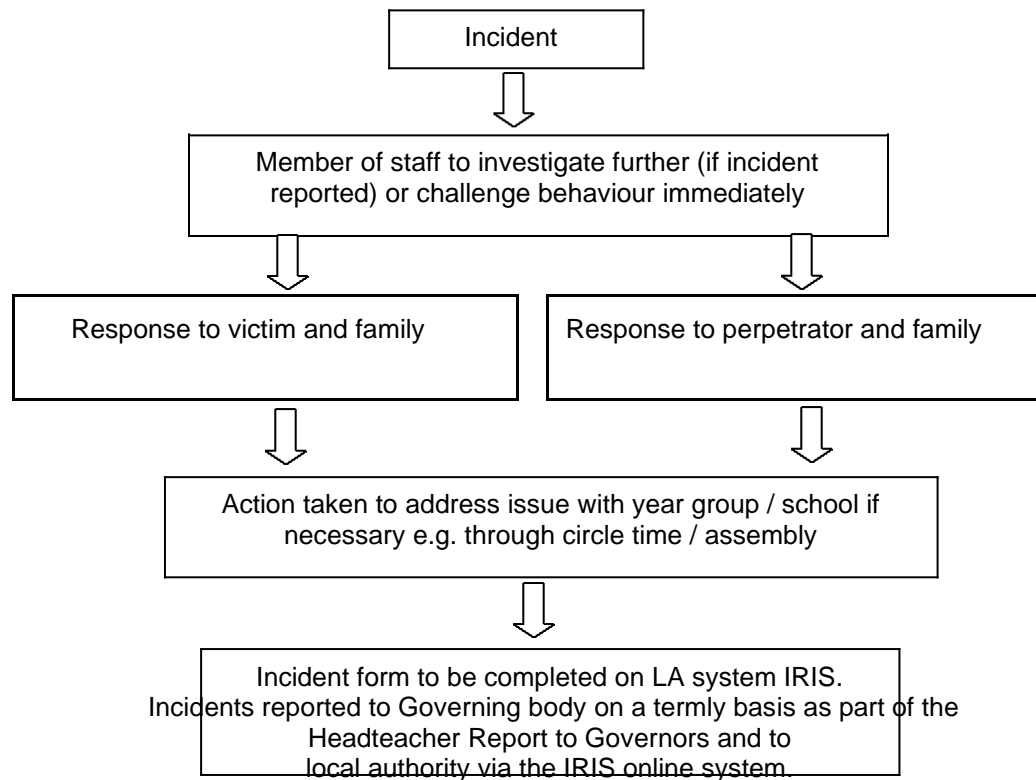 Incident
Member of staff to investigate further (if incident
reported) or challenge behaviour immediately
Response to victim and family
Response to perpetrator and family
Action taken to address issue with year group / school if
necessary e.g. through circle time / assembly
Incident form to be completed on LA system IRIS.
Incidents reported to Governing body on a termly basis as part of the
Headteacher Report to Governors and to
local authority via the IRIS online system.